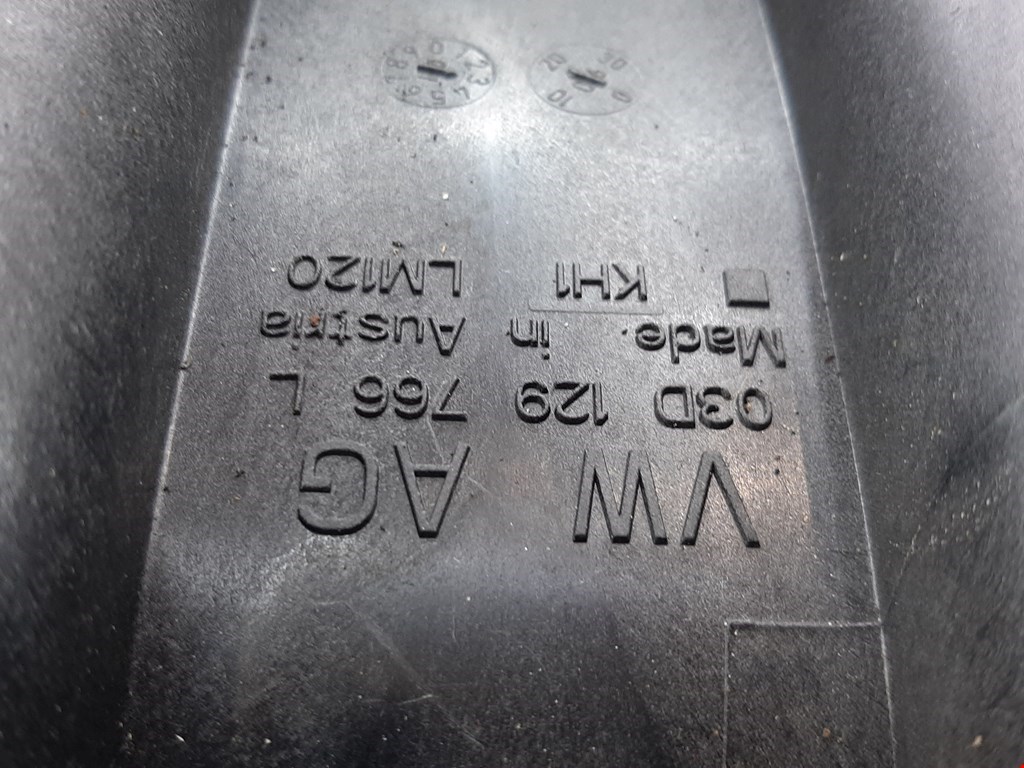 VW AG
03D 129 766 L
Made. in Austria
KH1 LM120